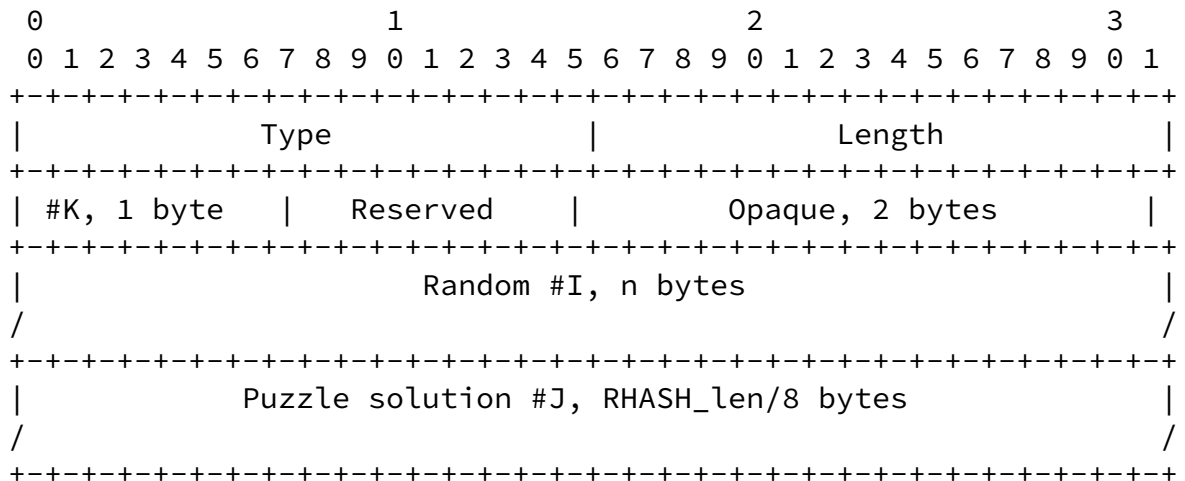 0                   1                   2                   3
 0 1 2 3 4 5 6 7 8 9 0 1 2 3 4 5 6 7 8 9 0 1 2 3 4 5 6 7 8 9 0 1
+-+-+-+-+-+-+-+-+-+-+-+-+-+-+-+-+-+-+-+-+-+-+-+-+-+-+-+-+-+-+-+-+
|             Type              |             Length            |
+-+-+-+-+-+-+-+-+-+-+-+-+-+-+-+-+-+-+-+-+-+-+-+-+-+-+-+-+-+-+-+-+
| #K, 1 byte   |   Reserved    |        Opaque, 2 bytes        |
+-+-+-+-+-+-+-+-+-+-+-+-+-+-+-+-+-+-+-+-+-+-+-+-+-+-+-+-+-+-+-+-+
|                      Random #I, n bytes                       |
/                                                               /
+-+-+-+-+-+-+-+-+-+-+-+-+-+-+-+-+-+-+-+-+-+-+-+-+-+-+-+-+-+-+-+-+
|            Puzzle solution #J, RHASH_len/8 bytes              |
/                                                               /
+-+-+-+-+-+-+-+-+-+-+-+-+-+-+-+-+-+-+-+-+-+-+-+-+-+-+-+-+-+-+-+-+